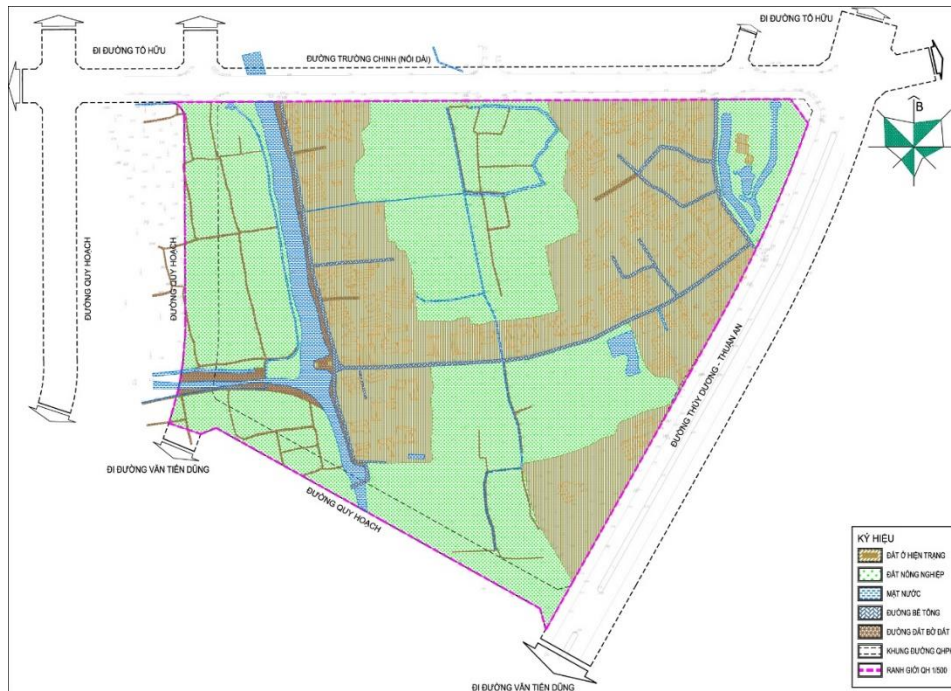 ĐI ĐƯỜNG TỐ HỮU
ĐI ĐƯỜNG TỐ HỮU
ĐƯỜNG TRƯỜNG CHINH (NỐI DÀI)
B
ĐƯỜNG QUY HOẠCH
ĐƯỜNG QUY HOẠCH
ĐƯỜNG THỦY DƯƠNG - THUẬN AN
ĐI ĐƯỜNG VĂN TIẾN DŨNG
ĐƯỜNG QUY HOẠCH
ĐI ĐƯỜNG VĂN TIẾN DŨNG
KÝ HIỆU
ĐẤT Ở HIỆN TRẠNG
ĐẤT NÔNG NGHIỆP
MẶT NƯỚC
ĐƯỜNG BÊ TÔNG
ĐƯỜNG ĐẤT BỜ ĐẤT
KHUNG ĐƯỜNG QHPK
RANH GIỚI QH 1/500